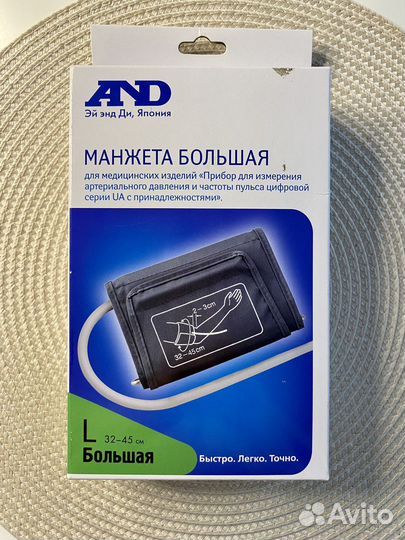 AND
Эй энд Ди, Япония
МАНЖЕТА БОЛЬШАЯ
для медицинских изделий «Прибор для измерения
артериального давления и частоты пульса цифровой
серии UA с принадлежностями».
2-3cm
32-45cm
L 32-45 см
Большая
Быстро. Легко. Точно.
Avito